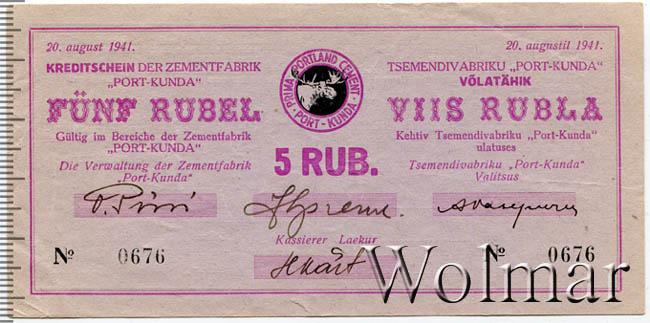 20. august 1941.
KREDITSCHEIN DER ZEMENTFABRIK
„PORT-KUNDA“
FÜNF RUBEL
Gültig im Bereiche der Zementfabrik
„PORT-KUNDA“
Die Verwaltung der Zementfabrik
„Port-Kunda“
PRIMA PORTLAND CEMENT
· PORT-KUNDA ·
5 RUB.
20. augustil 1941.
TSEMENDIVABRIKU „PORT-KUNDA“
VÕLATÄHIK
VIIS RUBLA
Kehtiv Tsemendivabriku „Port-Kunda“
ulatuses
Tsemendivabriku „Port-Kunda“
Valitsus
Kassierer Laekur
№ 0676
№ 0676
Wolmar